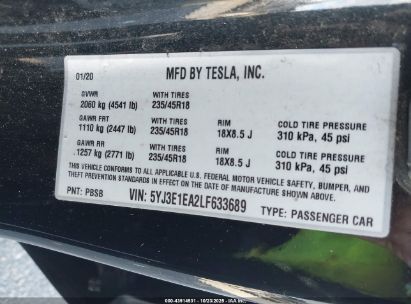 01/20 MFD BY TESLA, INC.
GVWR WITH TIRES
2060 kg (4541 lb) 235/45R18
GAWR FRT WITH TIRES RIM COLD TIRE PRESSURE
1110 kg (2447 lb) 235/45R18 18X8.5 J 310 kPa, 45 psi
GAWR RR WITH TIRES RIM COLD TIRE PRESSURE
1257 kg (2771 lb) 235/45R18 18X8.5 J 310 kPa, 45 psi
THIS VEHICLE CONFORMS TO ALL APPLICABLE U.S. FEDERAL MOTOR VEHICLE SAFETY, BUMPER, AND
THEFT PREVENTION STANDARDS IN EFFECT ON THE DATE OF MANUFACTURE SHOWN ABOVE.
PNT: PBSB VIN: 5YJ3E1EA2LF633689 TYPE: PASSENGER CAR